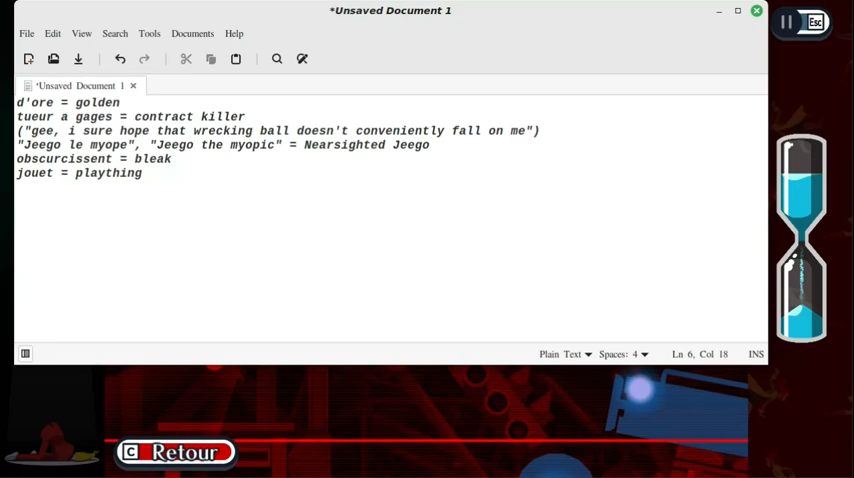 *Unsaved Document 1
File Edit View Search Tools Documents Help
*Unsaved Document 1
d'ore = golden
tueur a gages = contract killer
("gee, i sure hope that wrecking ball doesn't conveniently fall on me")
"Jeego le myope", "Jeego the myopic" = Nearsighted Jeego
obscurcissent = bleak
jouet = plaything
Plain Text Spaces: 4 Ln 6, Col 18 INS
Esc
C Retour